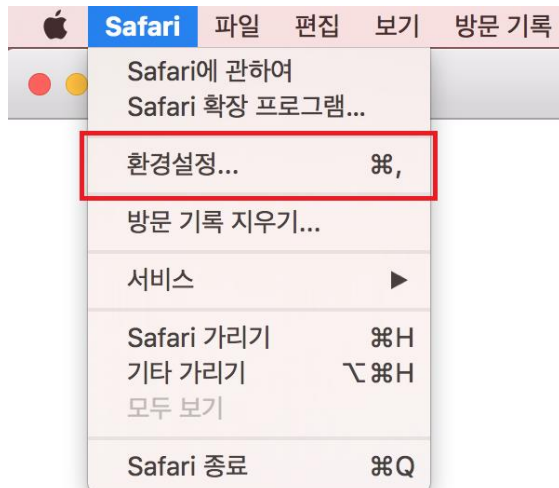 Safari 파일 편집 보기 방문 기록
Safari에 관하여
Safari 확장 프로그램...
환경설정... ⌘,
방문 기록 지우기...
서비스 ▶
Safari 가리기 ⌘H
기타 가리기 ⌥⌘H
모두 보기
Safari 종료 ⌘Q